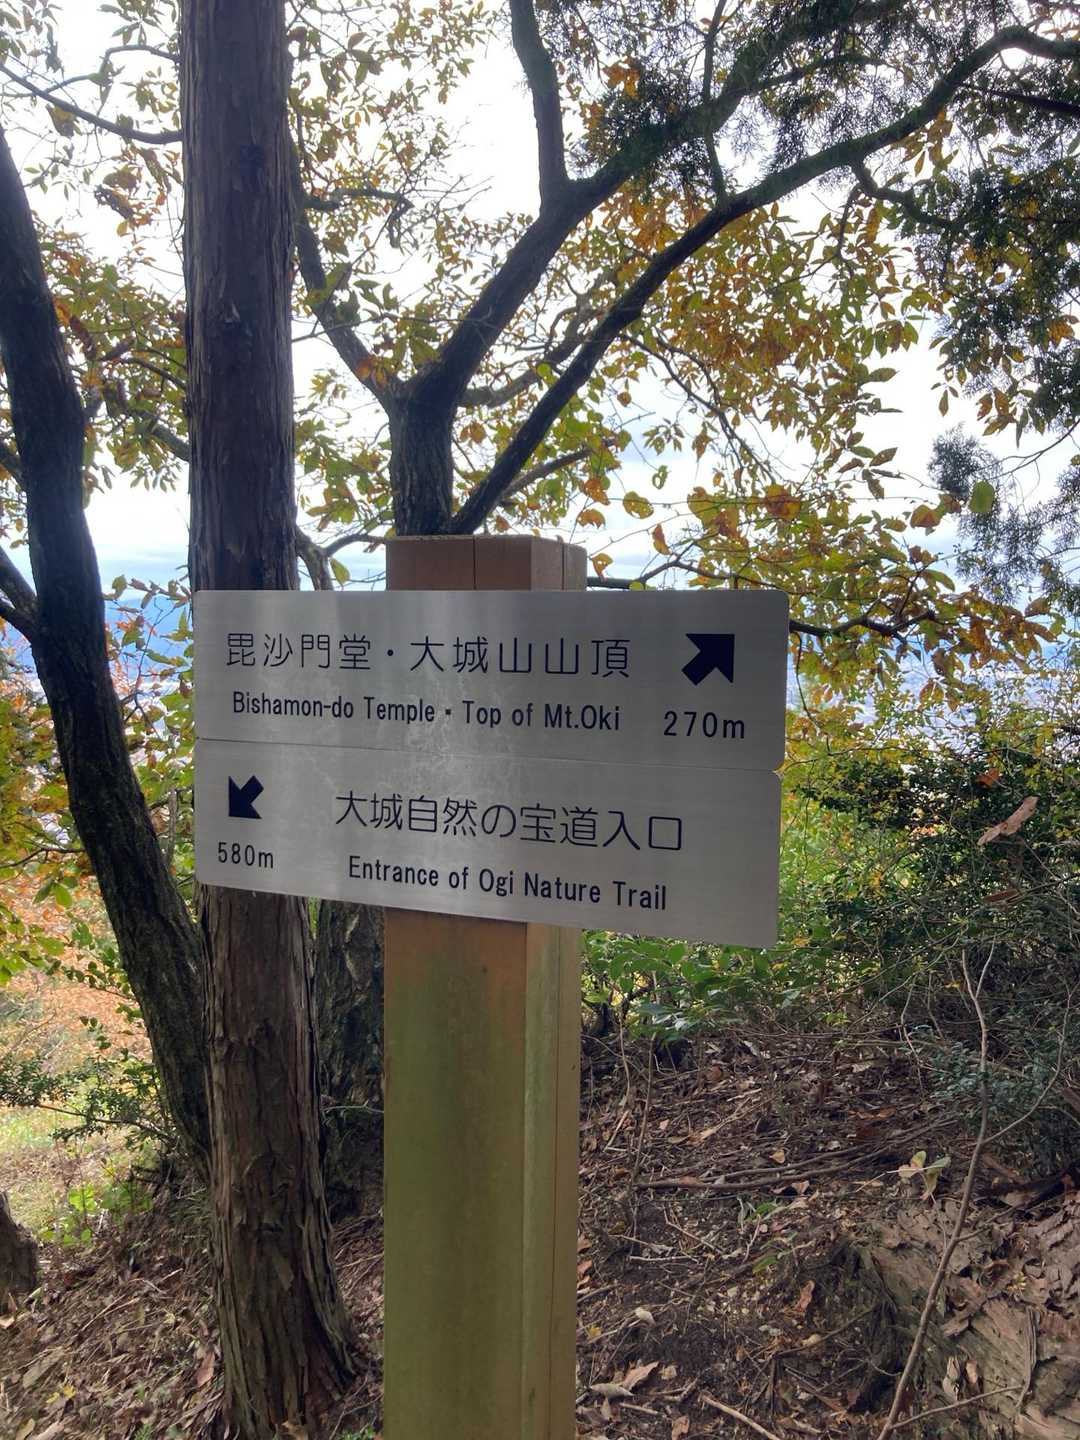 毘沙門堂・大城山山頂
Bishamon-do Temple・Top of Mt.Oki 270m
大城自然の宝道入口
580m Entrance of Ogi Nature Trail